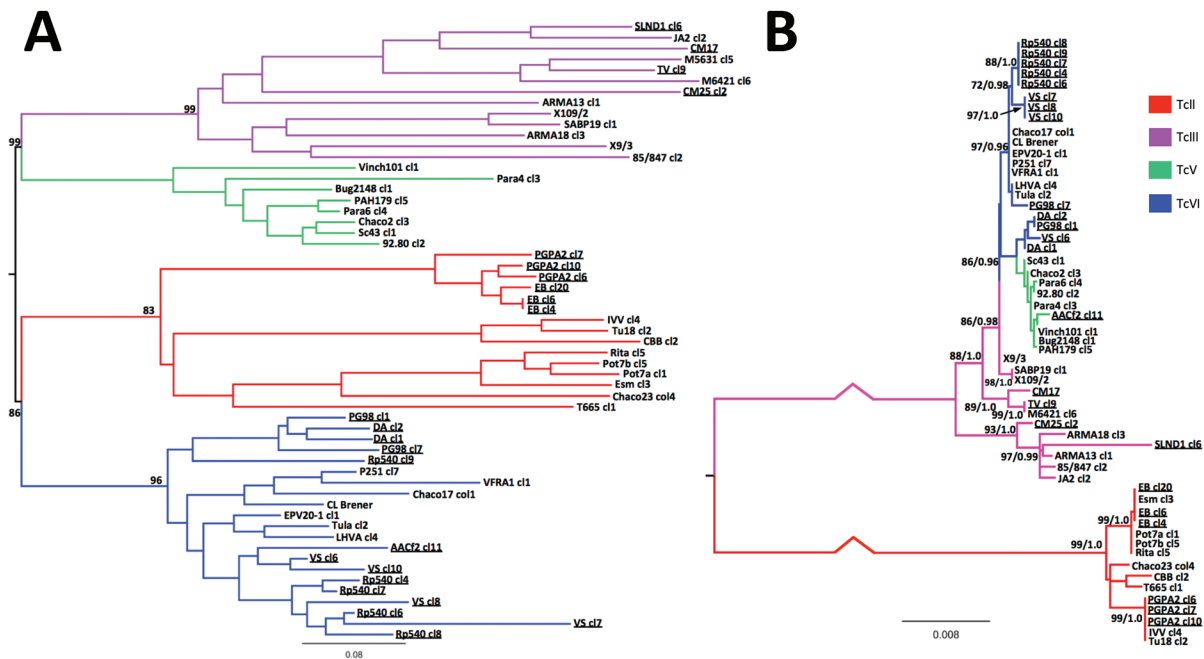 A
SLND1 cl6
JA2 cl2
CM17
M5631 cl5
TV cl9
M6421 cl6
CM25 cl2
99
ARMA13 cl1
X109/2
SABP19 cl1
ARMA18 cl3
X9/3
85/847 cl2
99
Vinch101 cl1
Para4 cl3
Bug2148 cl1
PAH179 cl5
Para6 cl4
Chaco2 cl3
Sc43 cl1
92.80 cl2
PGPA2 cl7
PGPA2 cl10
PGPA2 cl6
EB cl20
EB cl6
EB cl4
83
IVV cl4
Tu18 cl2
CBB cl2
Rita cl5
Pot7b cl5
Pot7a cl1
Esm cl3
Chaco23 col4
T665 cl1
86
PG98 cl1
DA cl2
DA cl1
PG98 cl7
Rp540 cl9
96
P251 cl7
VFRA1 cl1
Chaco17 col1
CL Brener
EPV20-1 cl1
Tula cl2
LHVA cl4
AACf2 cl11
VS cl6
VS cl10
Rp540 cl4
Rp540 cl7
VS cl8
Rp540 cl6
VS cl7
Rp540 cl8
0.08
B
Rp540 cl8
Rp540 cl9
88/1.0
Rp540 cl7
Rp540 cl4
72/0.98
Rp540 cl6
VS cl7
VS cl8
97/1.0
VS cl10
Chaco17 col1
CL Brener
97/0.96
EPV20-1 cl1
P251 cl7
VFRA1 cl1
LHVA cl4
Tula cl2
PG98 cl7
DA cl2
PG98 cl1
VS cl6
DA cl1
86/0.96
Sc43 cl1
Chaco2 cl3
Para6 cl4
92.80 cl2
Para4 cl3
AACf2 cl11
86/0.98
Vinch101 cl1
Bug2148 cl1
PAH179 cl5
88/1.0
X9/3
SABP19 cl1
98/1.0
X109/2
CM17
89/1.0
TV cl9
99/1.0
M6421 cl6
CM25 cl2
93/1.0
ARMA18 cl3
SLND1 cl6
97/0.99
ARMA13 cl1
85/847 cl2
JA2 cl2
EB cl20
Esm cl3
EB cl6
99/1.0
EB cl4
Pot7a cl1
99/1.0
Pot7b cl5
Rita cl5
Chaco23 col4
CBB cl2
T665 cl1
PGPA2 cl6
PGPA2 cl7
99/1.0
PGPA2 cl10
IVV cl4
Tu18 cl2
0.008
TcII
TcIII
TcV
TcVI